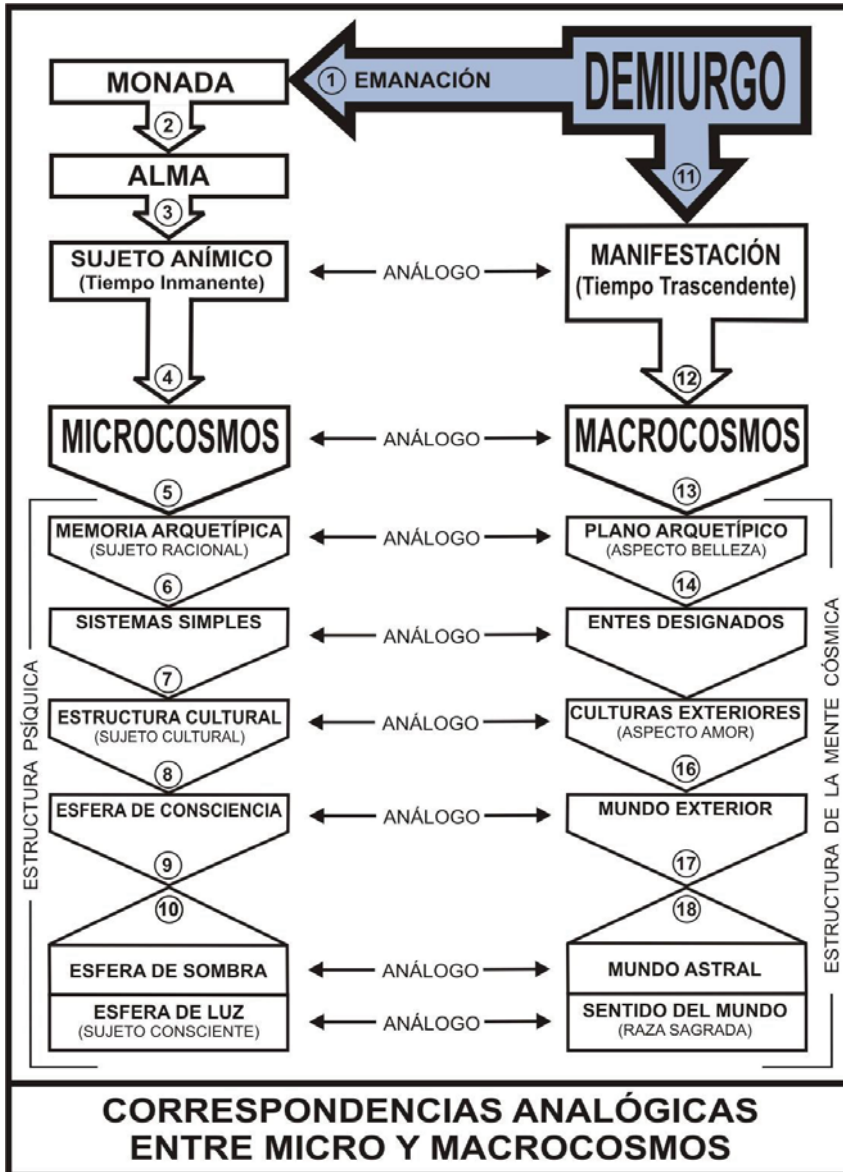 DEMIURGO
① EMANACIÓN
MONADA
②
⑪
ALMA
③
SUJETO ANÍMICO
(Tiempo Inmanente)
ANÁLOGO
MANIFESTACIÓN
(Tiempo Trascendente)
④
⑫
MICROCOSMOS
ANÁLOGO
MACROCOSMOS
⑤
⑬
MEMORIA ARQUETÍPICA
(SUJETO RACIONAL)
ANÁLOGO
PLANO ARQUETÍPICO
(ASPECTO BELLEZA)
⑥
⑭
SISTEMAS SIMPLES
ANÁLOGO
ENTES DESIGNADOS
⑦
ESTRUCTURA CULTURAL
(SUJETO CULTURAL)
ANÁLOGO
CULTURAS EXTERIORES
(ASPECTO AMOR)
⑧
⑯
ESFERA DE CONSCIENCIA
ANÁLOGO
MUNDO EXTERIOR
⑨
⑰
⑩
⑱
ESFERA DE SOMBRA
ANÁLOGO
MUNDO ASTRAL
ESFERA DE LUZ
(SUJETO CONSCIENTE)
ANÁLOGO
SENTIDO DEL MUNDO
(RAZA SAGRADA)
ESTRUCTURA PSÍQUICA
ESTRUCTURA DE LA MENTE CÓSMICA
CORRESPONDENCIAS ANALÓGICAS
ENTRE MICRO Y MACROCOSMOS